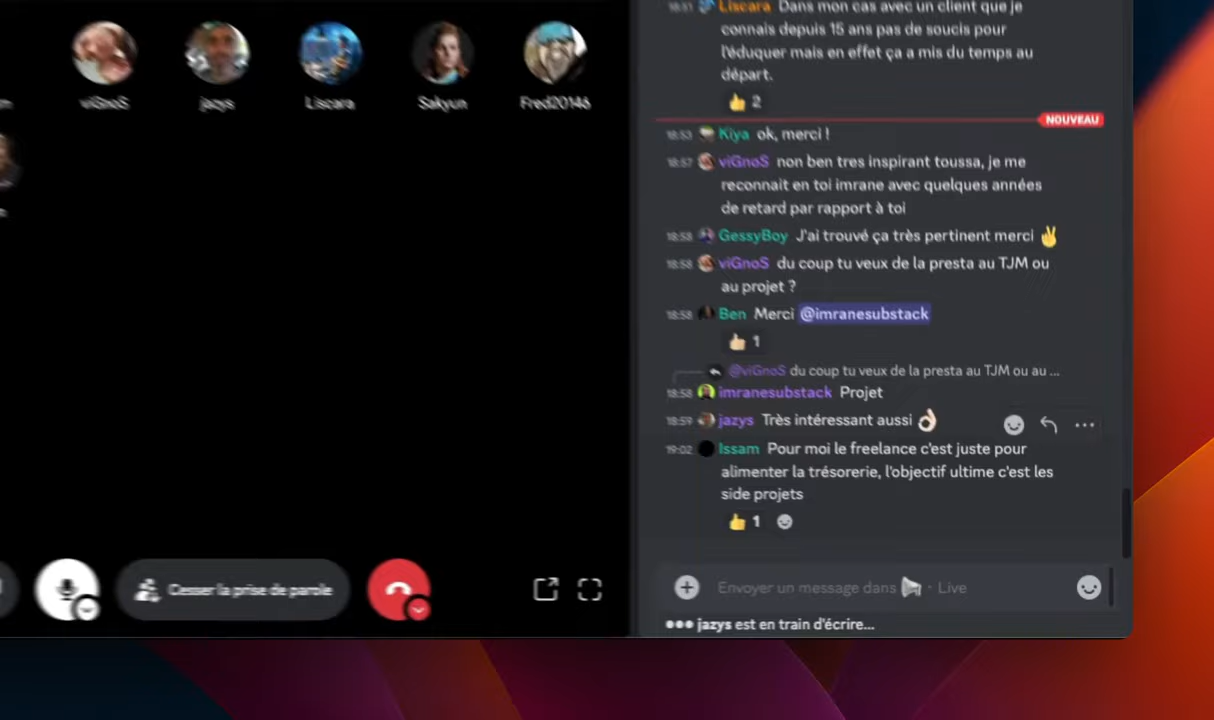 viGnoS
jazys
Liscara
Sakyun
Fred20146
Cesser la prise de parole
18:51 Liscara Dans mon cas avec un client que je
connais depuis 15 ans pas de soucis pour
l'éduquer mais en effet ça a mis du temps au
départ.
2
NOUVEAU
18:53 Kiya ok, merci !
18:57 viGnoS non ben tres inspirant toussa, je me
reconnait en toi imrane avec quelques années
de retard par rapport à toi
18:58 GessyBoy J'ai trouvé ça très pertinent merci ✌
18:58 viGnoS du coup tu veux de la presta au TJM ou
au projet ?
18:58 Ben Merci @imranesubstack
1
@viGnoS du coup tu veux de la presta au TJM ou au ...
18:58 imranesubstack Projet
18:59 jazys Très intéressant aussi 👌
19:02 Issam Pour moi le freelance c'est juste pour
alimenter la trésorerie, l'objectif ultime c'est les
side projets
1
Envoyer un message dans 📢 · Live
jazys est en train d'écrire...